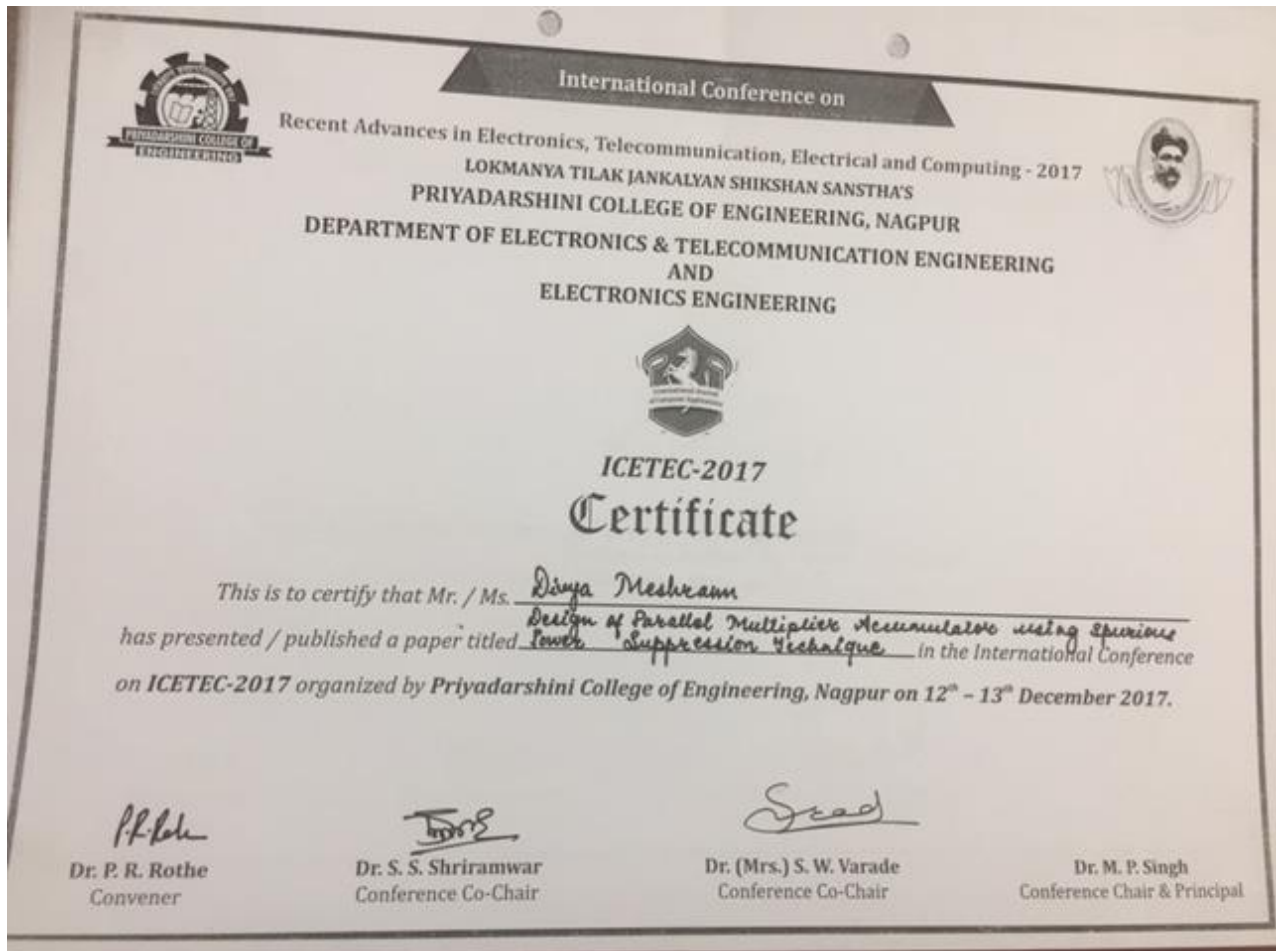 International Conference on
Recent Advances in Electronics, Telecommunication, Electrical and Computing - 2017
PRIYADARSHINI COLLEGE OF
ENGINEERING
LOKMANYA TILAK JANKALYAN SHIKSHAN SANSTHA'S
PRIYADARSHINI COLLEGE OF ENGINEERING, NAGPUR
DEPARTMENT OF ELECTRONICS & TELECOMMUNICATION ENGINEERING
AND
ELECTRONICS ENGINEERING
International Journal
of Computer Applications
ICETEC-2017
Certificate
This is to certify that Mr. / Ms. Divya Meshram
Design of Parallel Multiplier Accumulator using Spurious
has presented / published a paper titled Power Suppression Technique in the International Conference
on ICETEC-2017 organized by Priyadarshini College of Engineering, Nagpur on 12th – 13th December 2017.
Dr. P. R. Rothe
Convener
Dr. S. S. Shriramwar
Conference Co-Chair
Dr. (Mrs.) S. W. Varade
Conference Co-Chair
Dr. M. P. Singh
Conference Chair & Principal